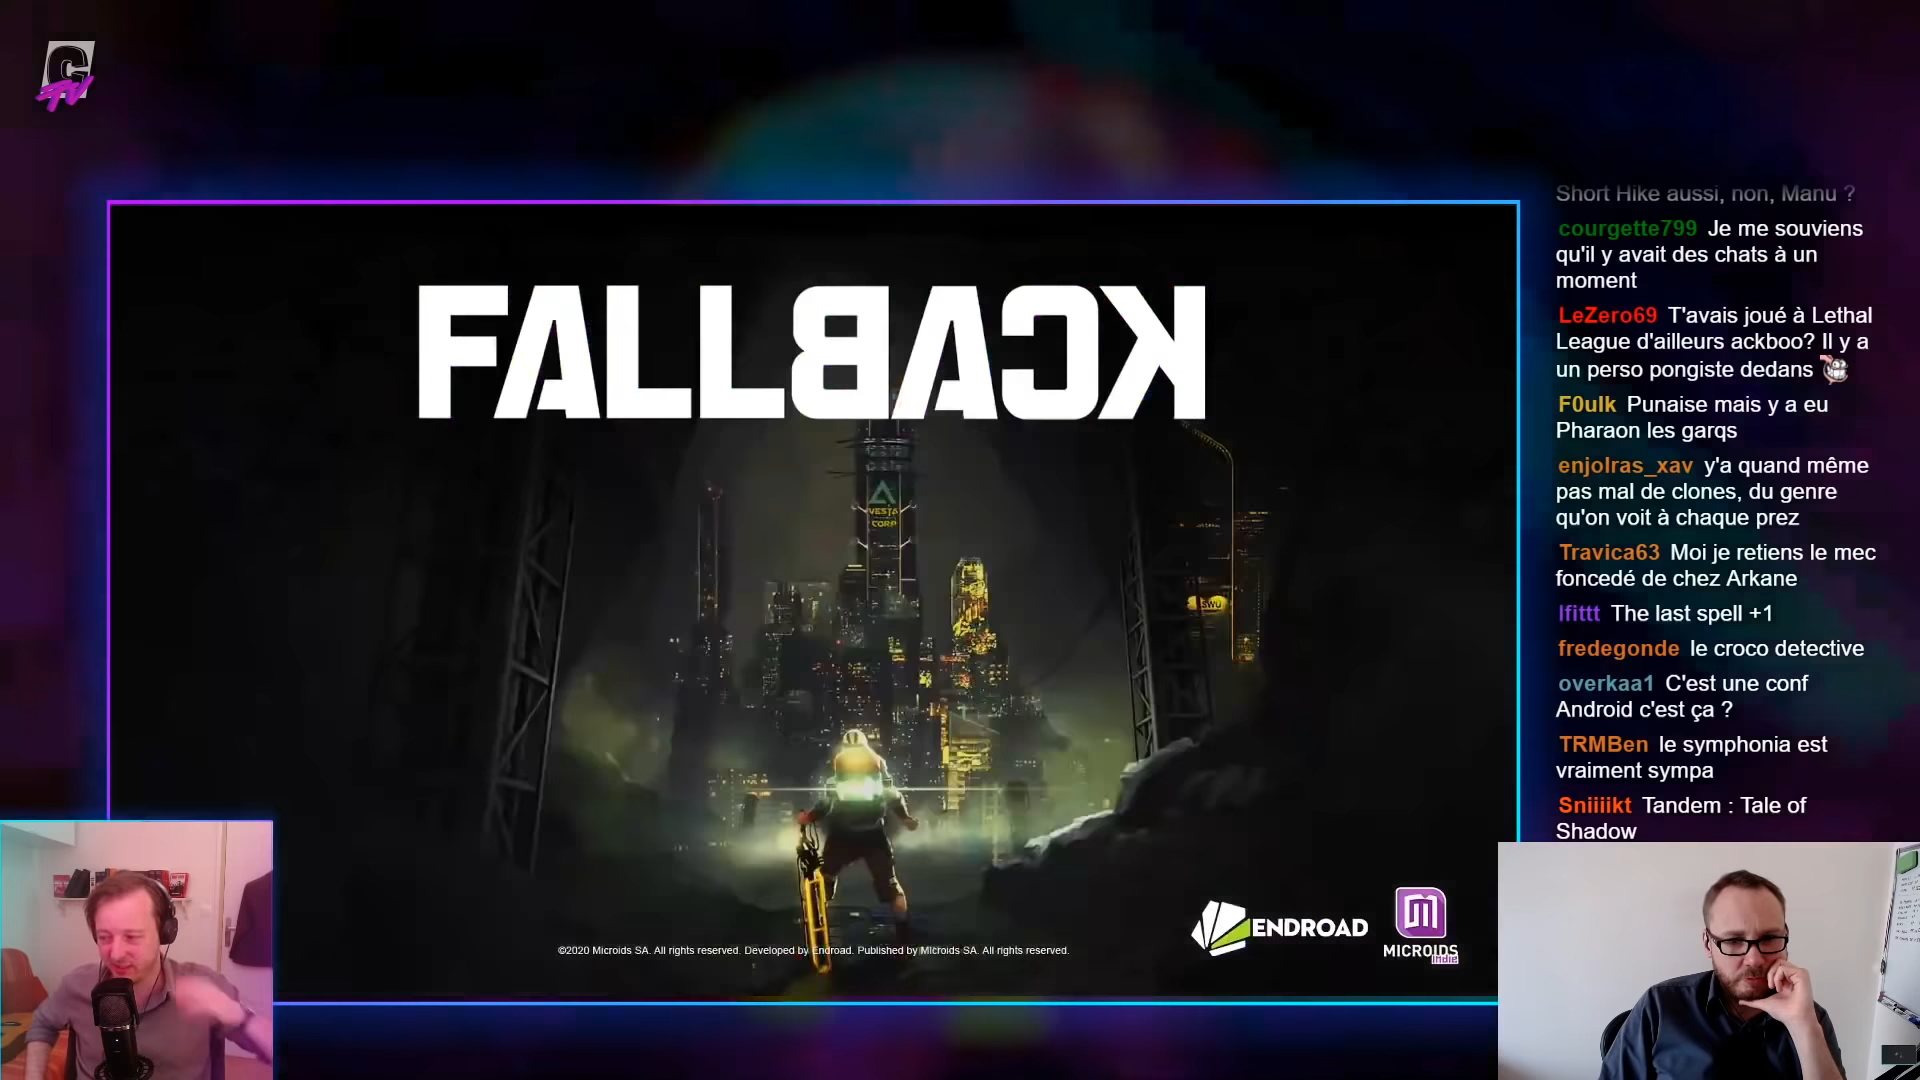 C
TV
FALLBACK
VESTA
CORP
©2020 Microids SA. All rights reserved. Developed by Endroad. Published by Microids SA. All rights reserved.
ENDROAD
MICROIDS
Indie
Short Hike aussi, non, Manu ?
courgette799 Je me souviens
qu'il y avait des chats à un
moment
LeZero69 T'avais joué à Lethal
League d'ailleurs ackboo? Il y a
un perso pongiste dedans
F0ulk Punaise mais y a eu
Pharaon les garqs
enjolras_xav y'a quand même
pas mal de clones, du genre
qu'on voit à chaque prez
Travica63 Moi je retiens le mec
foncedé de chez Arkane
lfittt The last spell +1
fredegonde le croco detective
overkaa1 C'est une conf
Android c'est ça ?
TRMBen le symphonia est
vraiment sympa
Sniiiikt Tandem : Tale of
Shadow